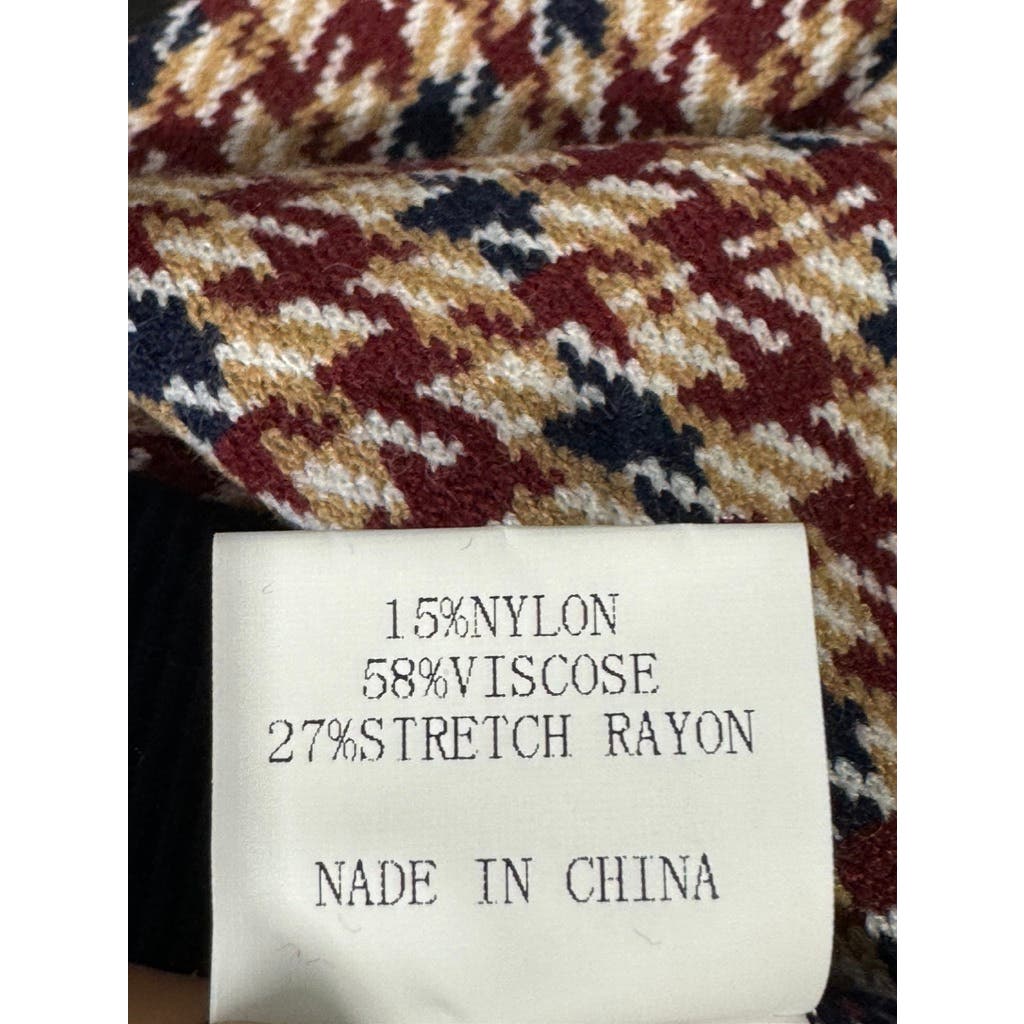 15%NYLON
58%VISCOSE
27%STRETCH RAYON
NADE IN CHINA